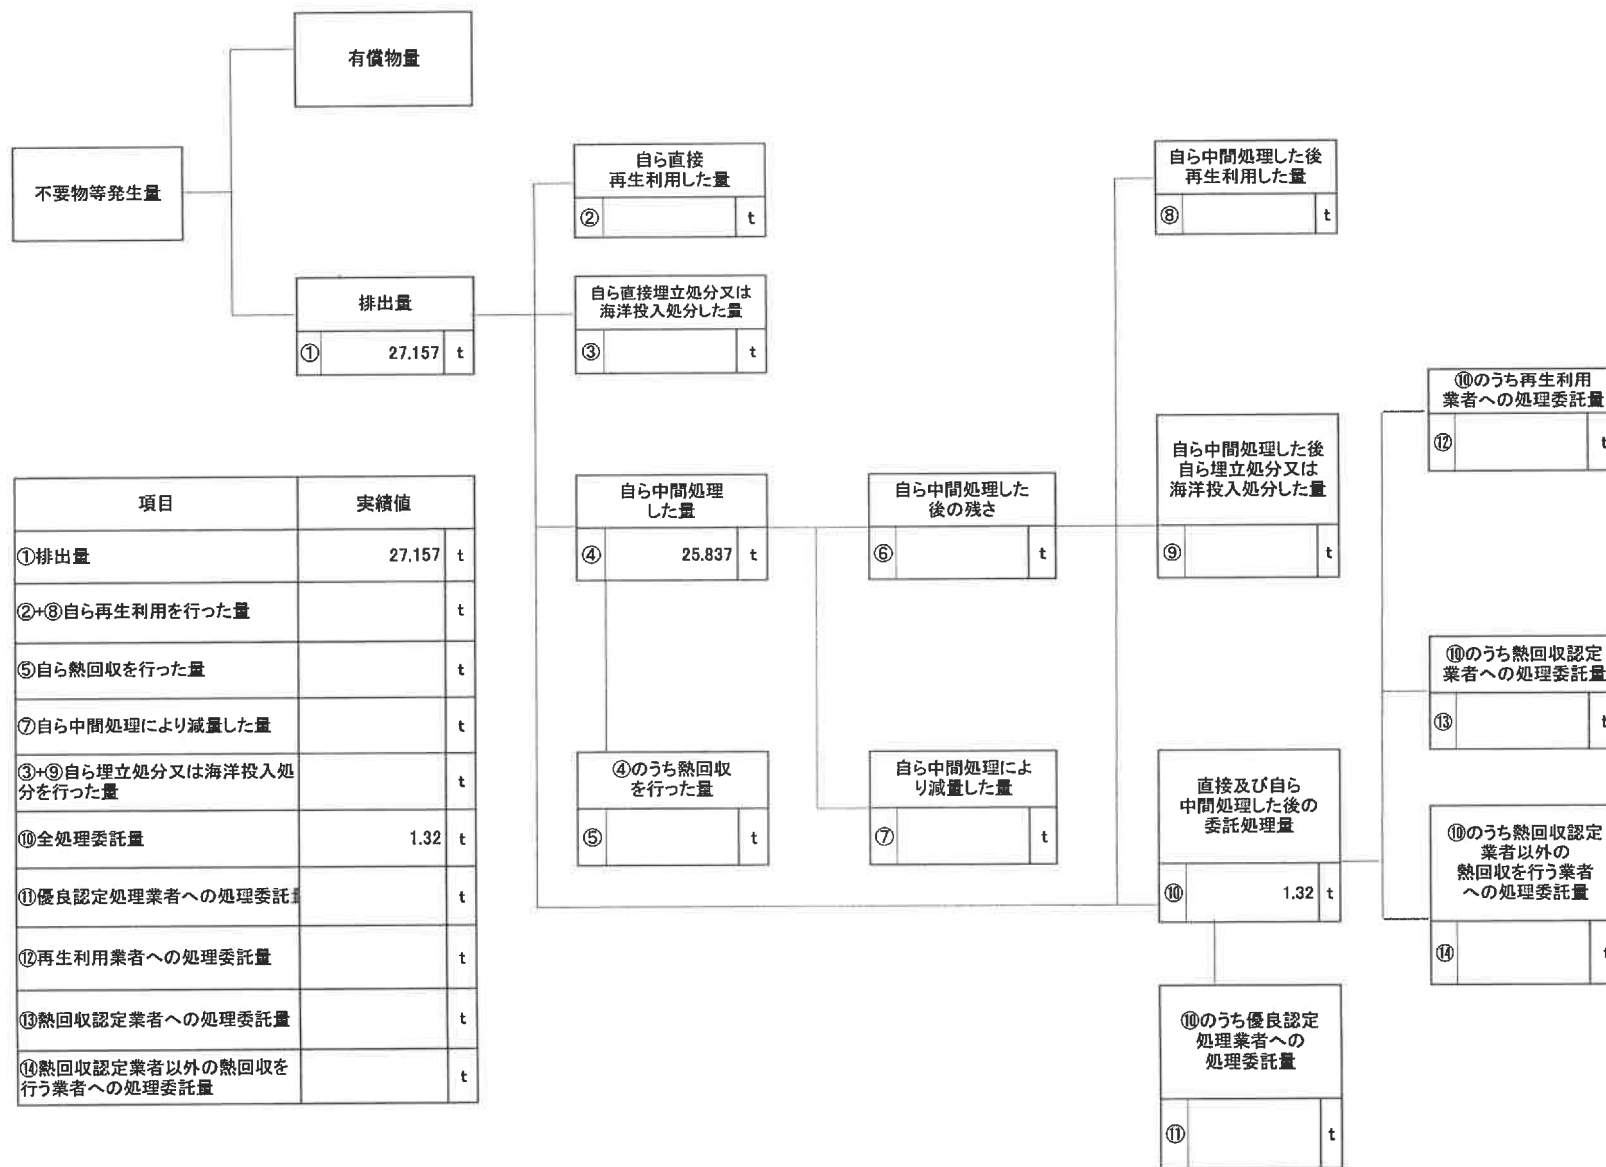 有償物量
不要物等発生量
排出量
① 27.157 t
自ら直接
再生利用した量
② t
自ら直接埋立処分又は
海洋投入処分した量
③ t
自ら中間処理
した量
④ 25.837 t
④のうち熱回収
を行った量
⑤ t
自ら中間処理した
後の残さ
⑥ t
自ら中間処理によ
り減量した量
⑦ t
自ら中間処理した後
再生利用した量
⑧ t
自ら中間処理した後
自ら埋立処分又は
海洋投入処分した量
⑨ t
直接及び自ら
中間処理した後の
委託処理量
⑩ 1.32 t
⑩のうち優良認定
処理業者への
処理委託量
⑪ t
⑩のうち再生利用
業者への処理委託量
⑫ t
⑩のうち熱回収認定
業者への処理委託量
⑬ t
⑩のうち熱回収認定
業者以外の
熱回収を行う業者
への処理委託量
⑭ t
項目 実績値
①排出量 27.157 t
②+⑧自ら再生利用を行った量 t
⑤自ら熱回収を行った量 t
⑦自ら中間処理により減量した量 t
③+⑨自ら埋立処分又は海洋投入処
分を行った量 t
⑩全処理委託量 1.32 t
⑪優良認定処理業者への処理委託量 t
⑫再生利用業者への処理委託量 t
⑬熱回収認定業者への処理委託量 t
⑭熱回収認定業者以外の熱回収を
行う業者への処理委託量 t